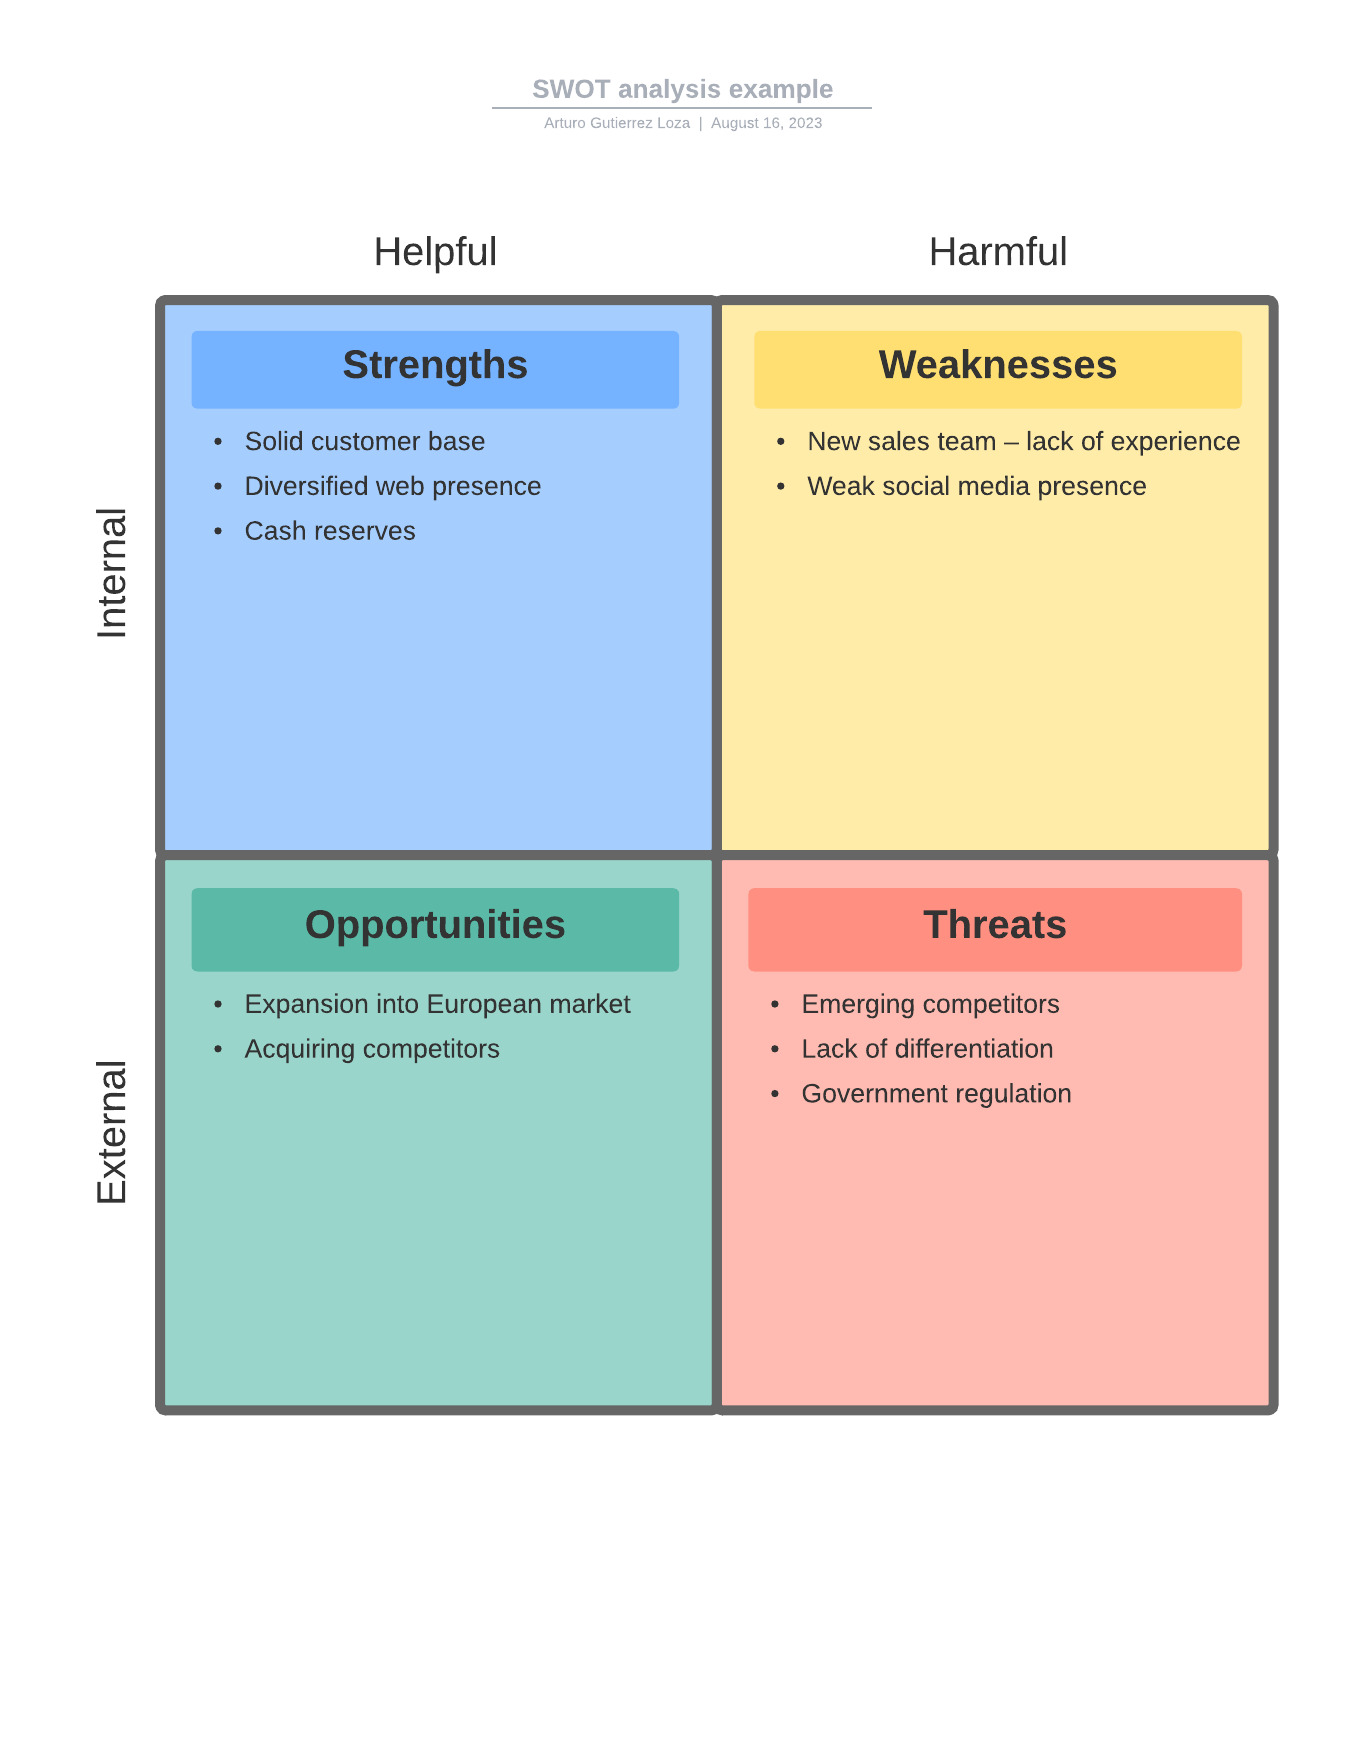 SWOT analysis example
Arturo Gutierrez Loza | August 16, 2023
Helpful
Harmful
Internal
Strengths
• Solid customer base
• Diversified web presence
• Cash reserves
Weaknesses
• New sales team – lack of experience
• Weak social media presence
External
Opportunities
• Expansion into European market
• Acquiring competitors
Threats
• Emerging competitors
• Lack of differentiation
• Government regulation